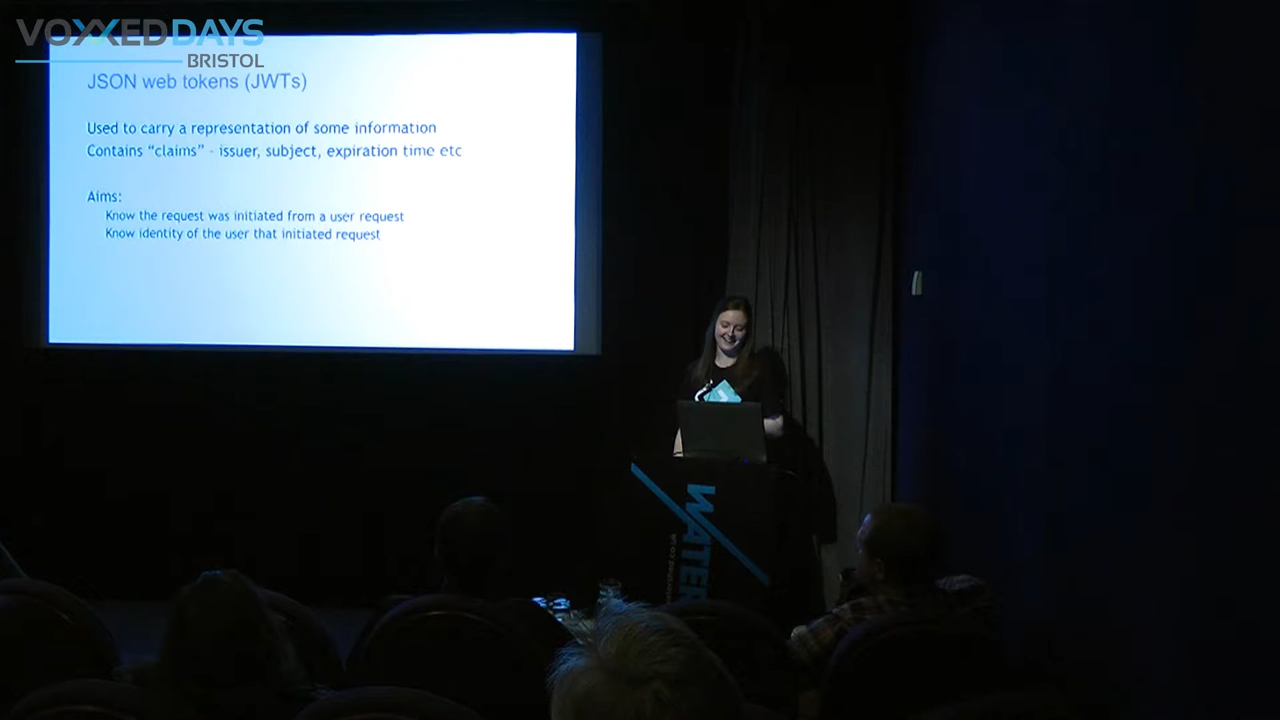 VOXXEDDAYS
BRISTOL
JSON web tokens (JWTs)
Used to carry a representation of some information
Contains “claims” - issuer, subject, expiration time etc
Aims:
Know the request was initiated from a user request
Know identity of the user that initiated request
WATER